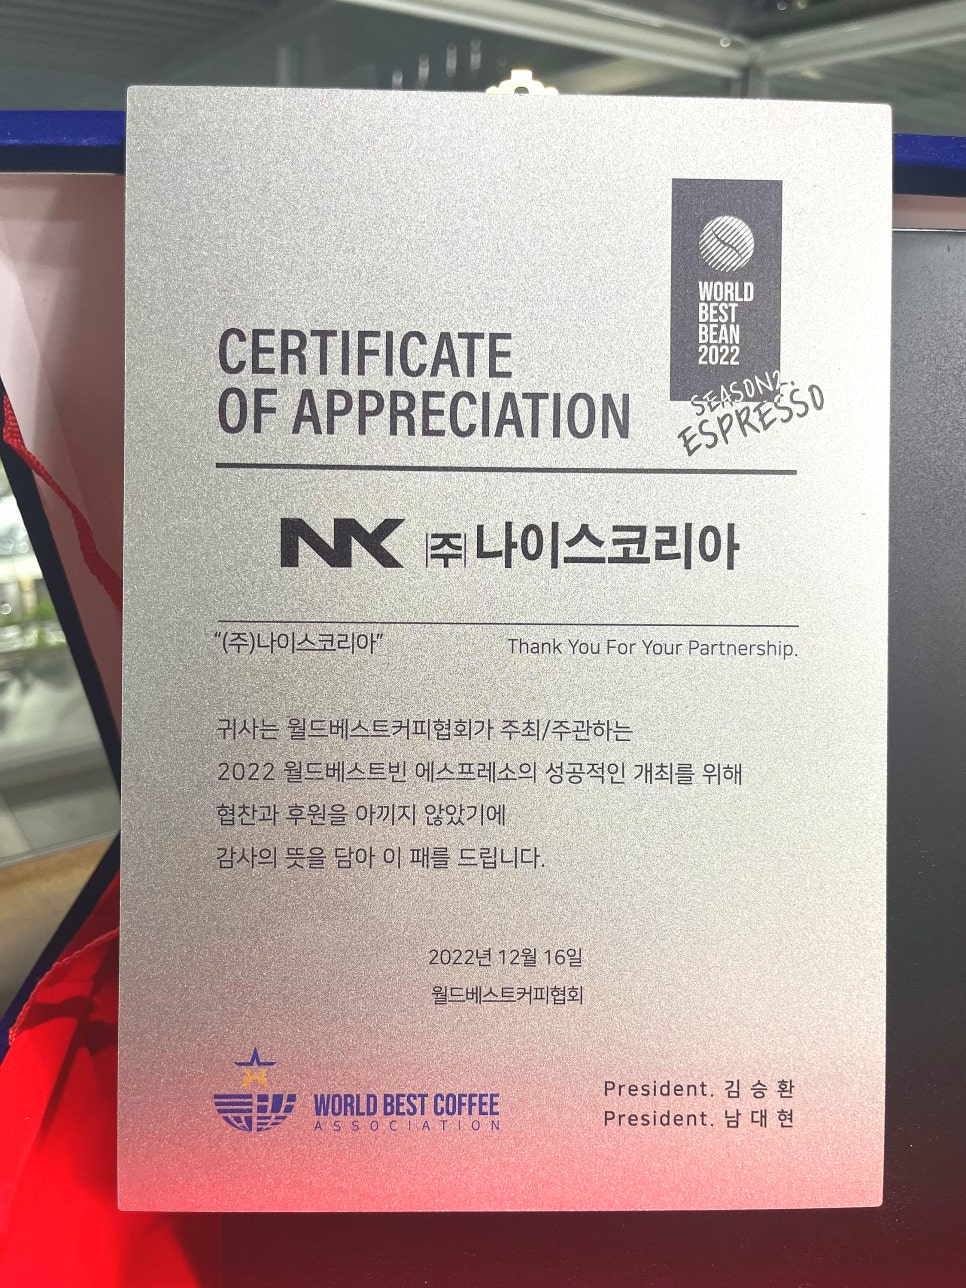 WORLD
BEST
BEAN
2022
SEASON2.
ESPRESSO
CERTIFICATE
OF APPRECIATION
NK ㈜나이스코리아
“(주)나이스코리아” Thank You For Your Partnership.
귀사는 월드베스트커피협회가 주최/주관하는
2022 월드베스트빈 에스프레소의 성공적인 개최를 위해
협찬과 후원을 아끼지 않았기에
감사의 뜻을 담아 이 패를 드립니다.
2022년 12월 16일
월드베스트커피협회
WORLD BEST COFFEE
ASSOCIATION
President. 김 승 환
President. 남 대 현